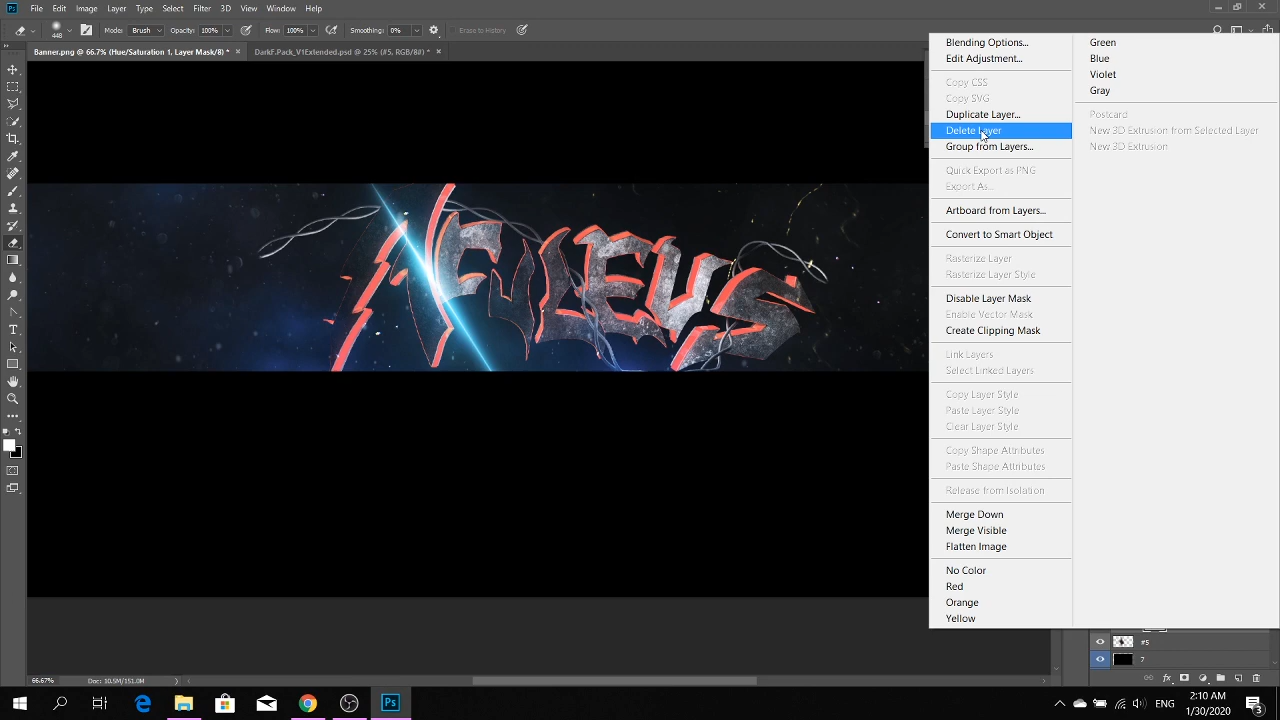 Ps File Edit Image Layer Type Select Filter 3D View Window Help
448 Mode: Brush Opacity: 100% Flow: 100% Smoothing: 0% Erase to History
Banner.png @ 66.7% (Hue/Saturation 1, Layer Mask/8) * × DarkF.Pack_V1Extended.psd @ 25% (#5, RGB/8#) * ×
Blending Options...
Edit Adjustment...
Copy CSS
Copy SVG
Duplicate Layer...
Delete Layer
Group from Layers...
Quick Export as PNG
Export As...
Artboard from Layers...
Convert to Smart Object
Rasterize Layer
Rasterize Layer Style
Disable Layer Mask
Enable Vector Mask
Create Clipping Mask
Link Layers
Select Linked Layers
Copy Layer Style
Paste Layer Style
Clear Layer Style
Copy Shape Attributes
Paste Shape Attributes
Release from Isolation
Merge Down
Merge Visible
Flatten Image
No Color
Red
Orange
Yellow
Green
Blue
Violet
Gray
Postcard
New 3D Extrusion from Selected Layer
New 3D Extrusion
#5
7
66.67% Doc: 10.5M/151.0M
Ps
ENG
2:10 AM
1/30/2020
3